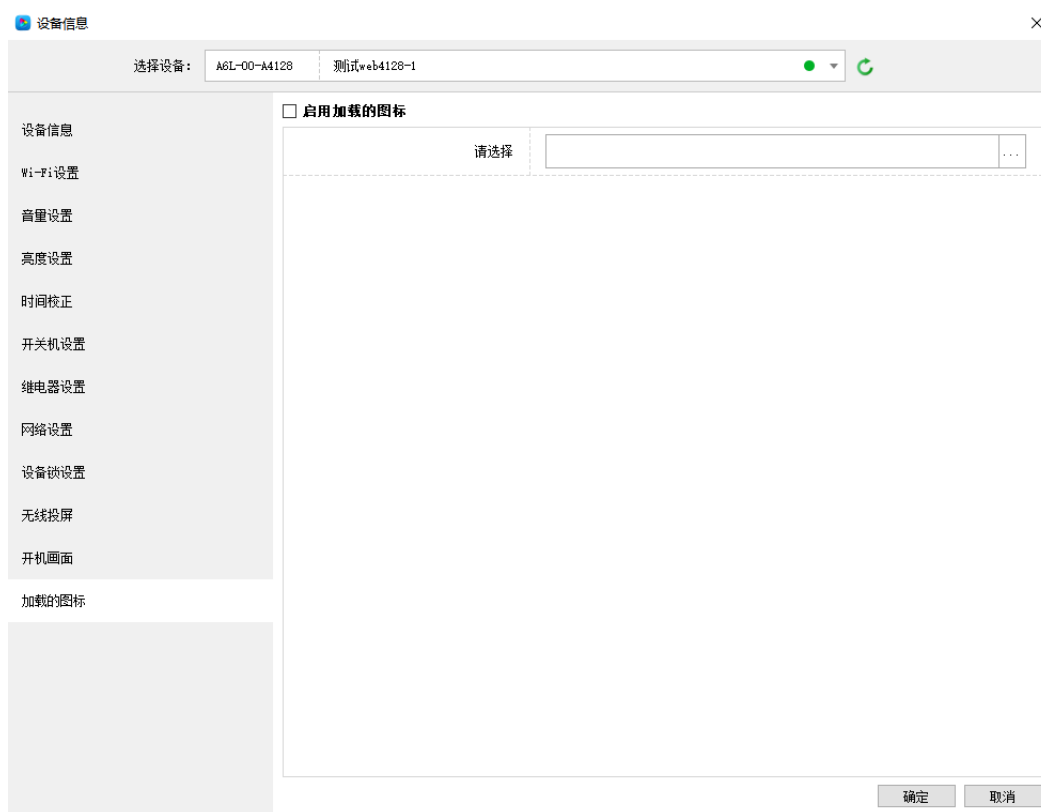 设备信息
选择设备:
A6L-00-A4128
测试web4128-1
设备信息
Wi-Fi设置
音量设置
亮度设置
时间校正
开关机设置
继电器设置
网络设置
设备锁设置
无线投屏
开机画面
加载的图标
启用加载的图标
请选择
...
确定
取消